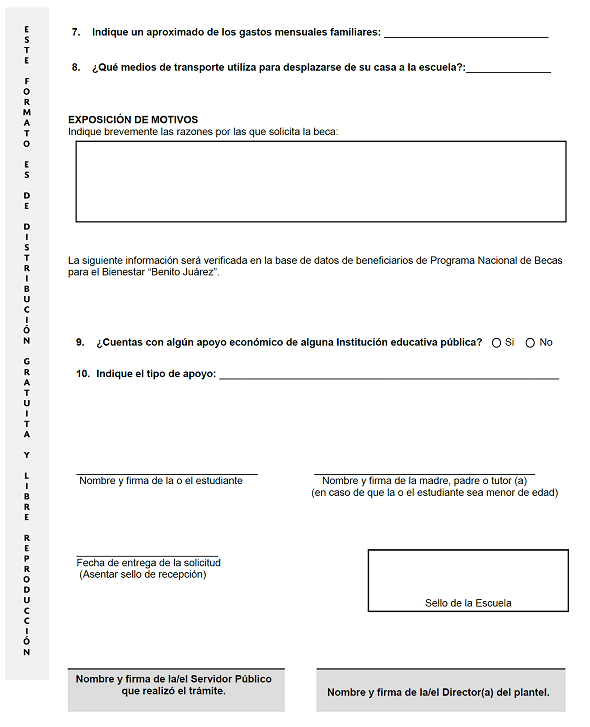 ESTE FORMATO ES DE DISTRIBUCIÓN GRATUITA Y LIBRE REPRODUCCIÓN
7. Indique un aproximado de los gastos mensuales familiares: ______________________________
8. ¿Qué medios de transporte utiliza para desplazarse de su casa a la escuela?:_______________
EXPOSICIÓN DE MOTIVOS
Indique brevemente las razones por las que solicita la beca:
La siguiente información será verificada en la base de datos de beneficiarios de Programa Nacional de Becas
para el Bienestar “Benito Juárez”.
9. ¿Cuentas con algún apoyo económico de alguna Institución educativa pública? Si No
10. Indique el tipo de apoyo: ______________________________
Nombre y firma de la o el estudiante
Nombre y firma de la madre, padre o tutor (a)
(en caso de que la o el estudiante sea menor de edad)
Fecha de entrega de la solicitud
(Asentar sello de recepción)
Sello de la Escuela
Nombre y firma de la/el Servidor Público
que realizó el trámite.
Nombre y firma de la/el Director(a) del plantel.